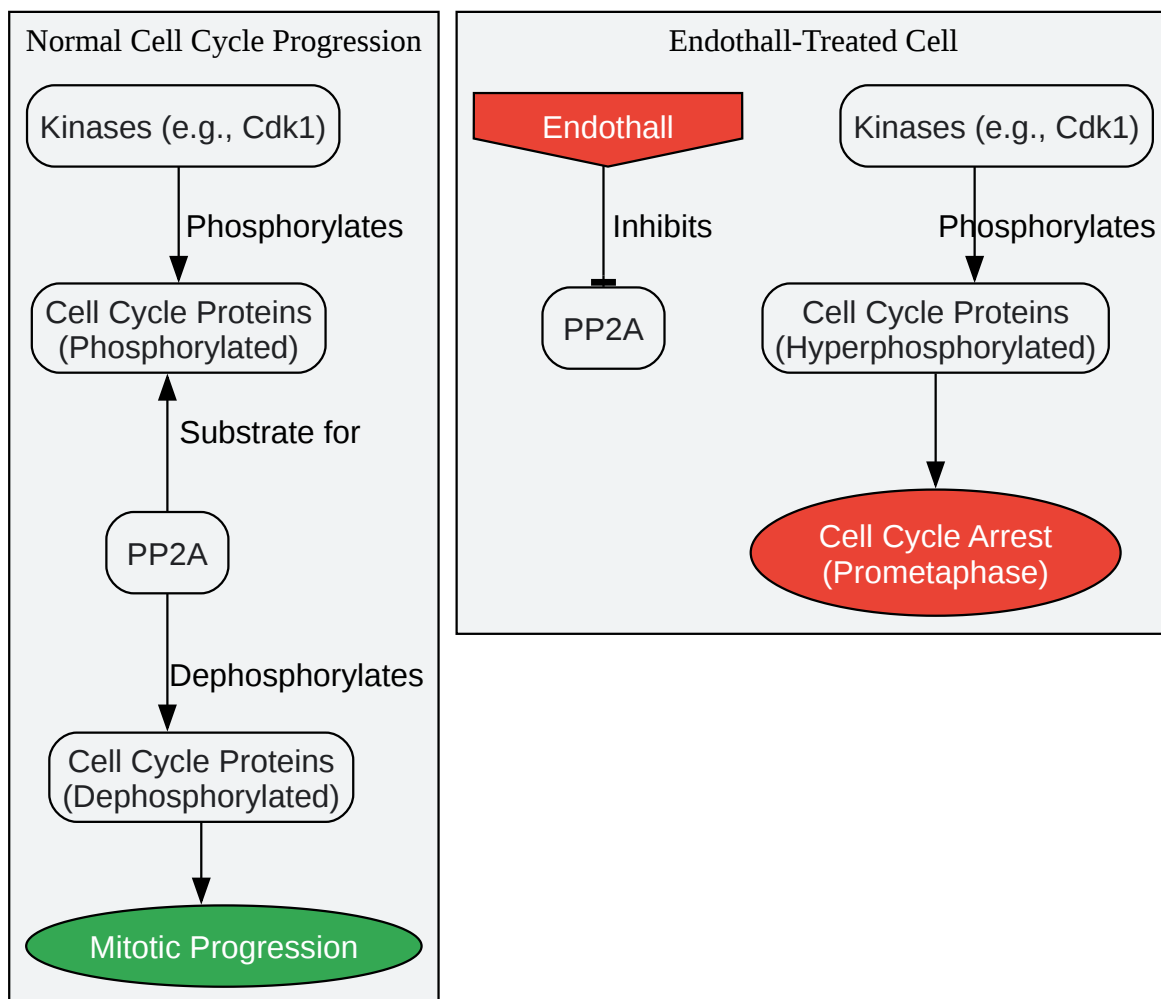 Normal Cell Cycle Progression
Kinases (e.g., Cdk1)
Phosphorylates
Cell Cycle Proteins
(Phosphorylated)
Substrate for
PP2A
Dephosphorylates
Cell Cycle Proteins
(Dephosphorylated)
Mitotic Progression
Endothall-Treated Cell
Endothall
Inhibits
PP2A
Kinases (e.g., Cdk1)
Phosphorylates
Cell Cycle Proteins
(Hyperphosphorylated)
Cell Cycle Arrest
(Prometaphase)